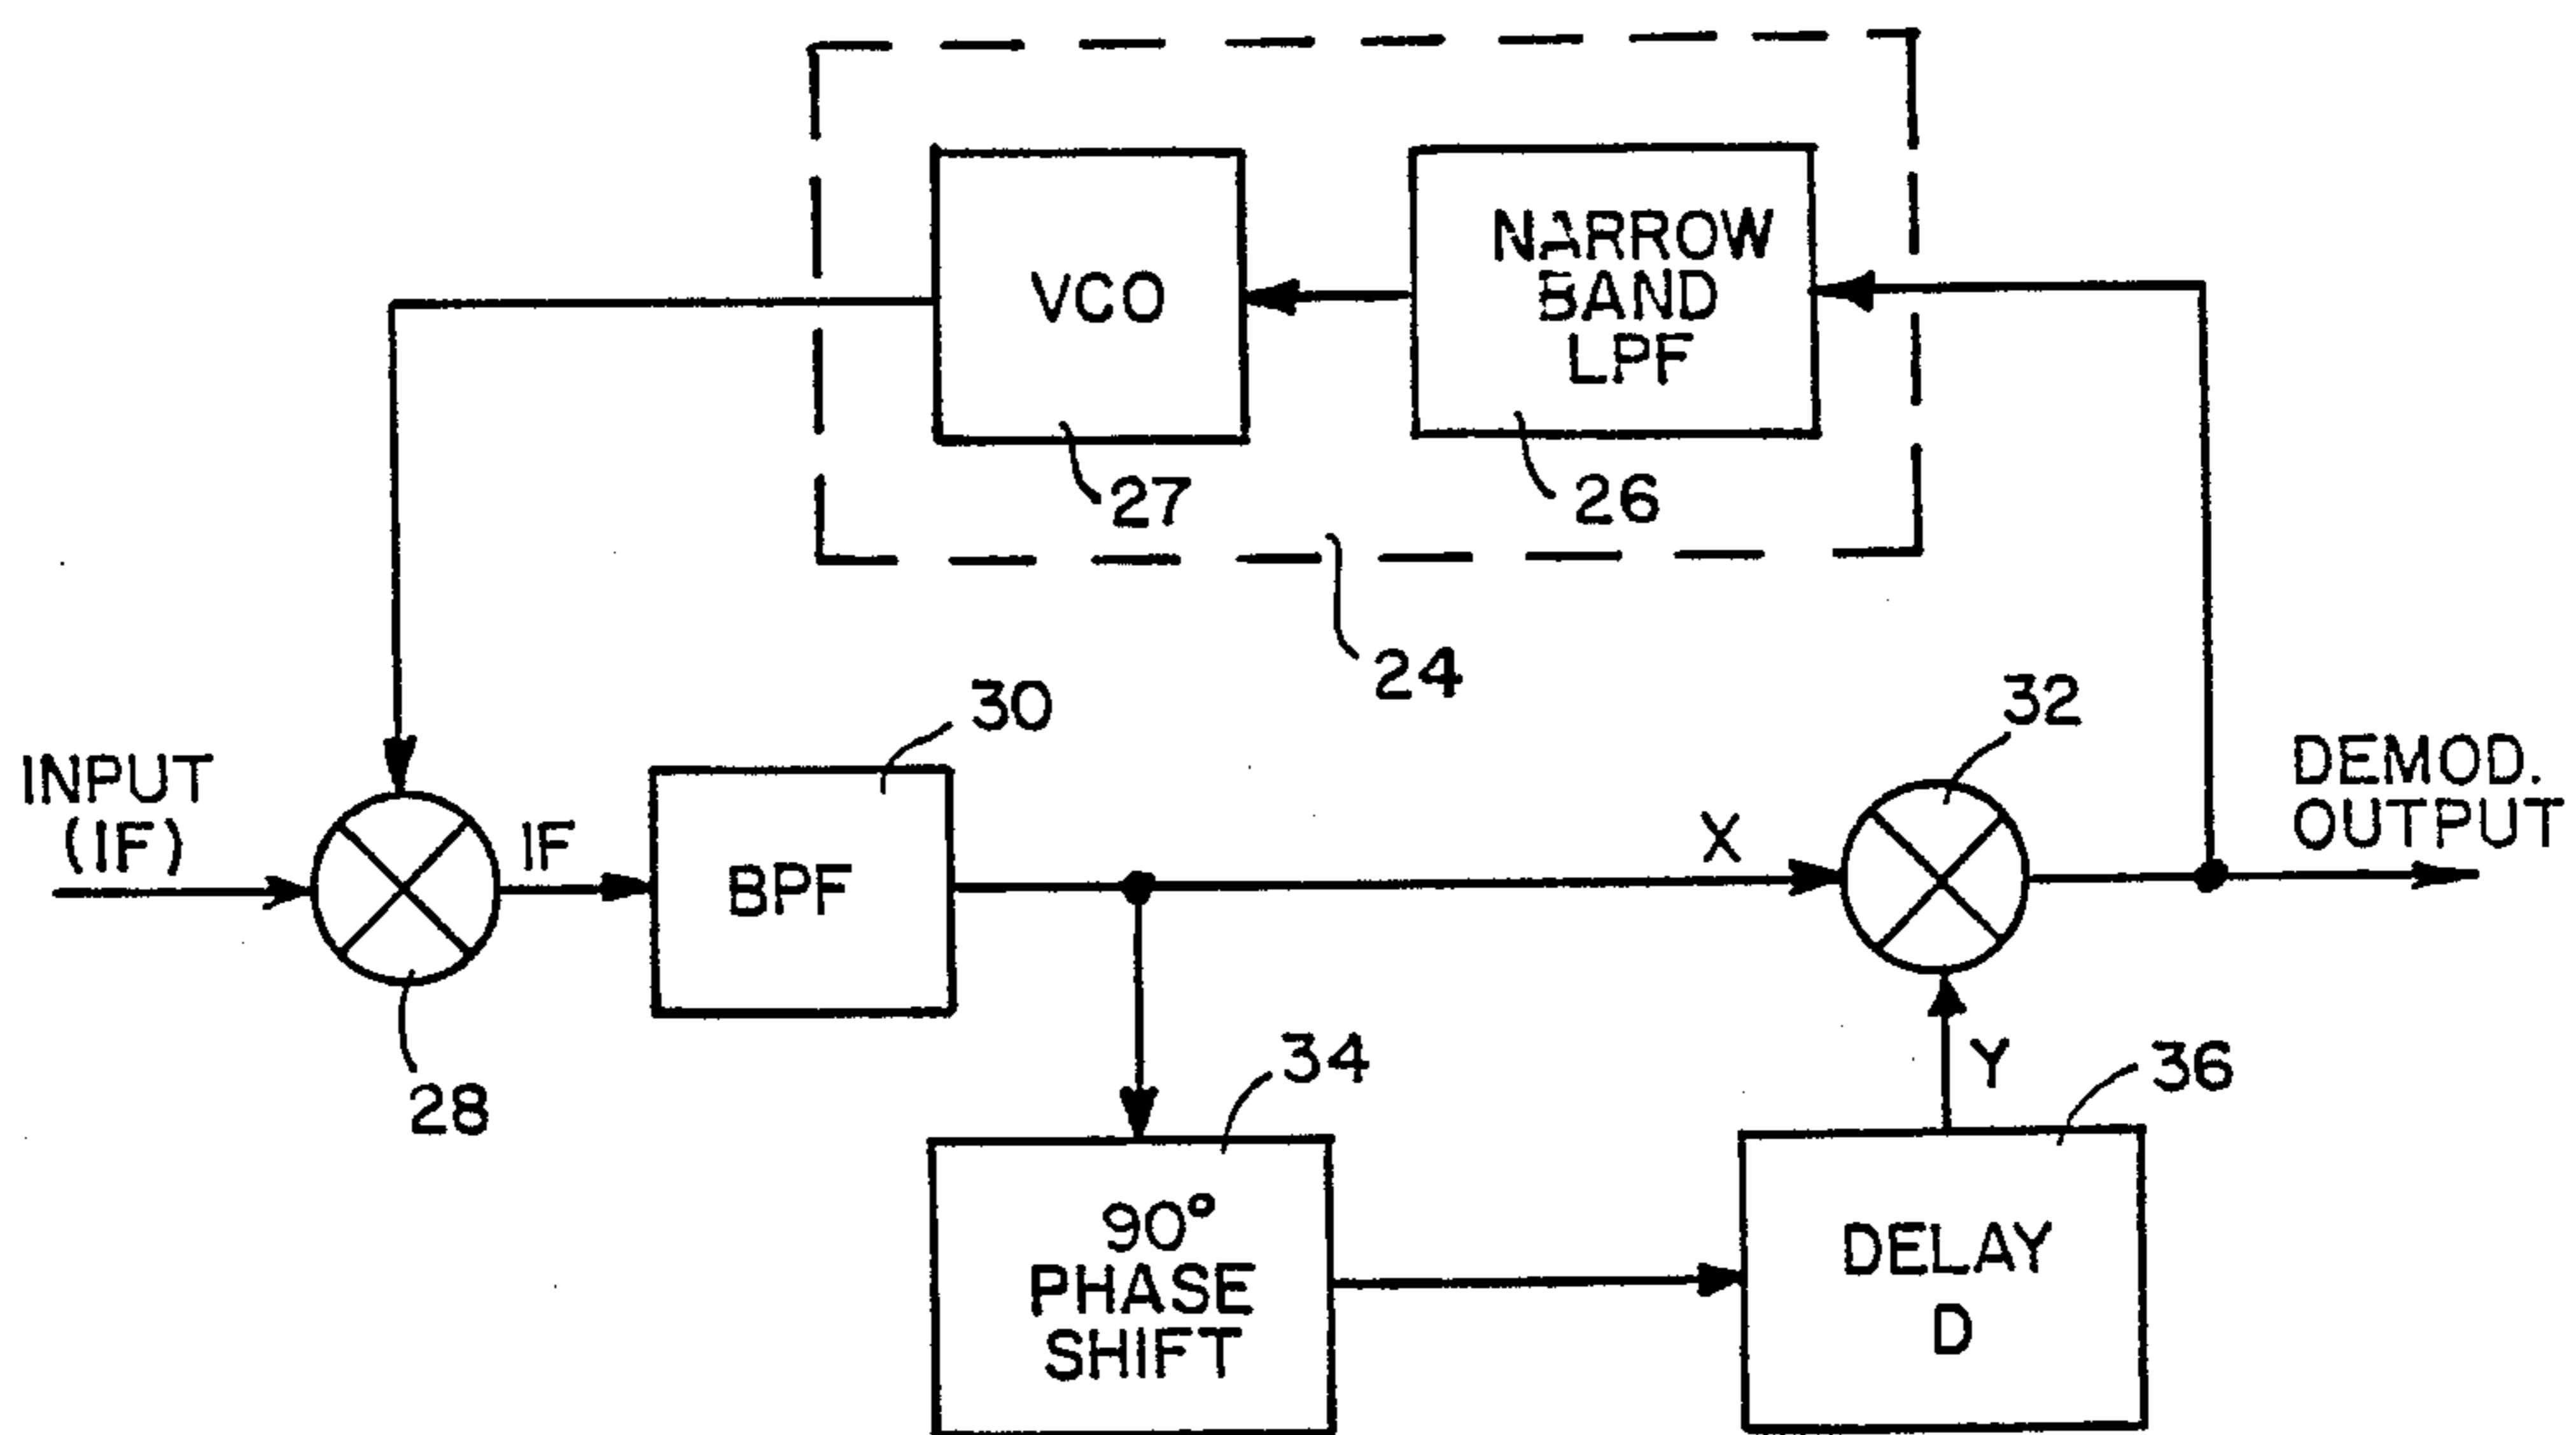 VCO
NARROW
BAND
LPF
27
26
24
30
32
INPUT
(IF)
IF
BPF
X
DEMOD.
OUTPUT
28
34
Y
36
90°
PHASE
SHIFT
DELAY
D